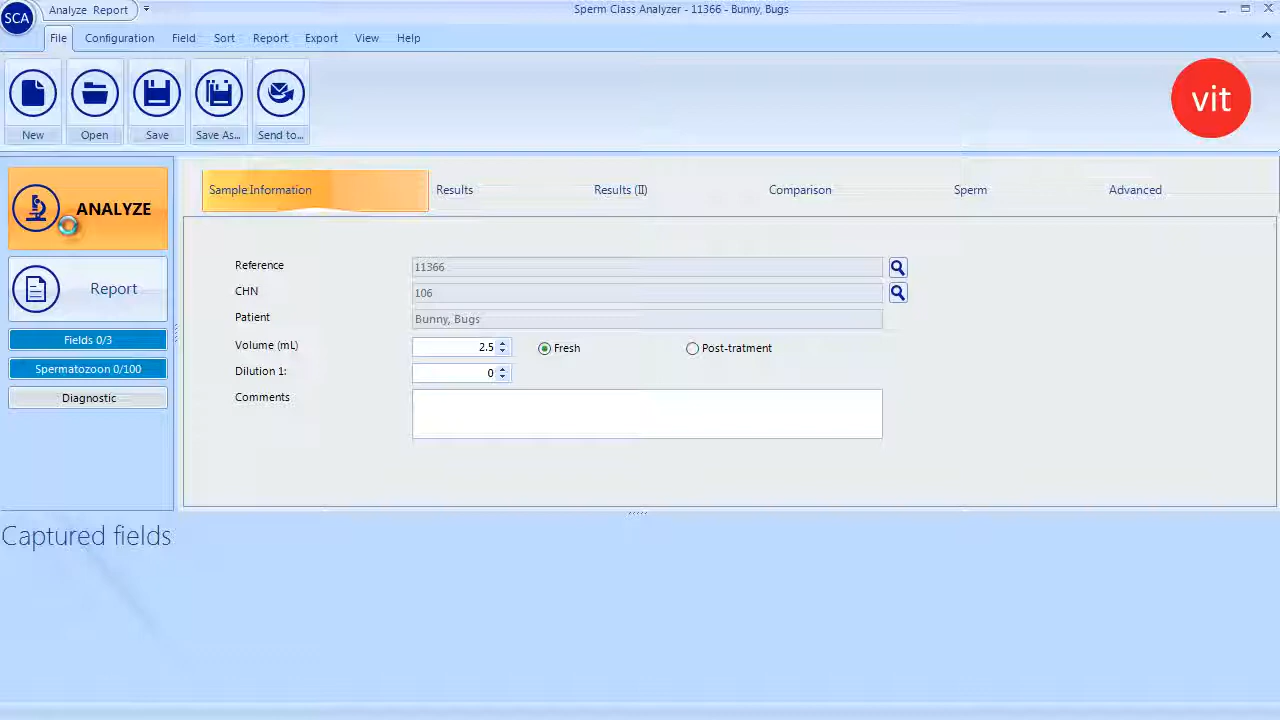 SCA
Analyze Report
Sperm Class Analyzer - 11366 - Bunny, Bugs
File Configuration Field Sort Report Export View Help
New Open Save Save As... Send to...
vit
ANALYZE
Report
Fields 0/3
Spermatozoon 0/100
Diagnostic
Sample Information Results Results (II) Comparison Sperm Advanced
Reference 11366
CHN 106
Patient Bunny, Bugs
Volume (mL) 2.5 Fresh Post-tratment
Dilution 1: 0
Comments
Captured fields